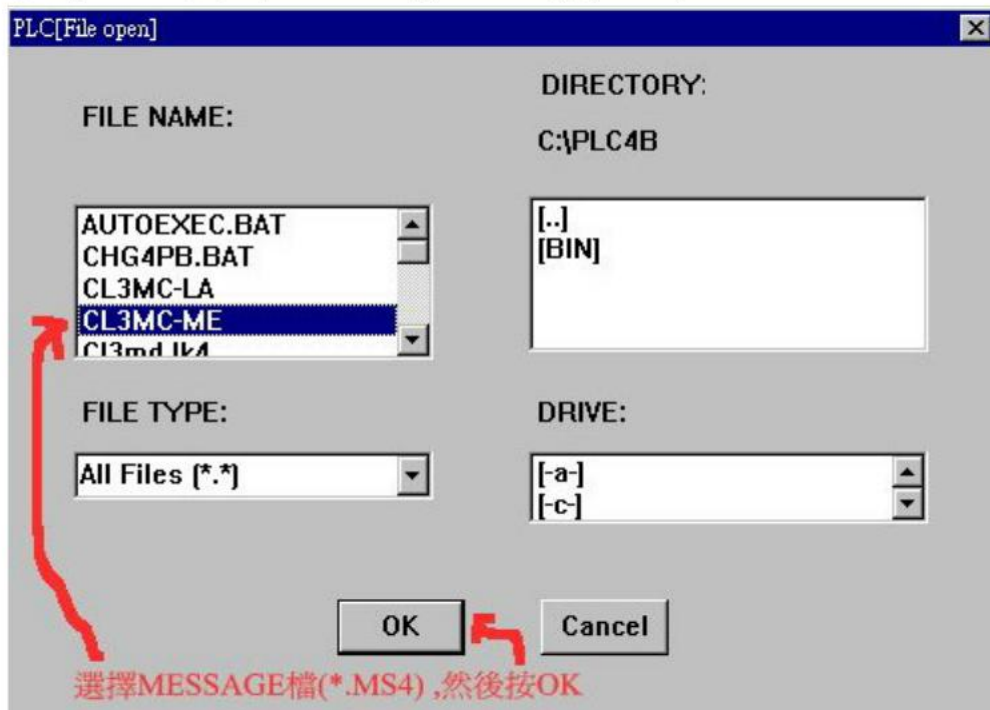 PLC[File open]
FILE NAME:
AUTOEXEC.BAT
CHG4PB.BAT
CL3MC-LA
CL3MC-ME
Cl3md.lk4
DIRECTORY:
C:\PLC4B
[..]
[BIN]
FILE TYPE:
All Files (*.*)
DRIVE:
[-a-]
[-c-]
OK
Cancel
選擇MESSAGE檔(*.MS4) ,然後按OK